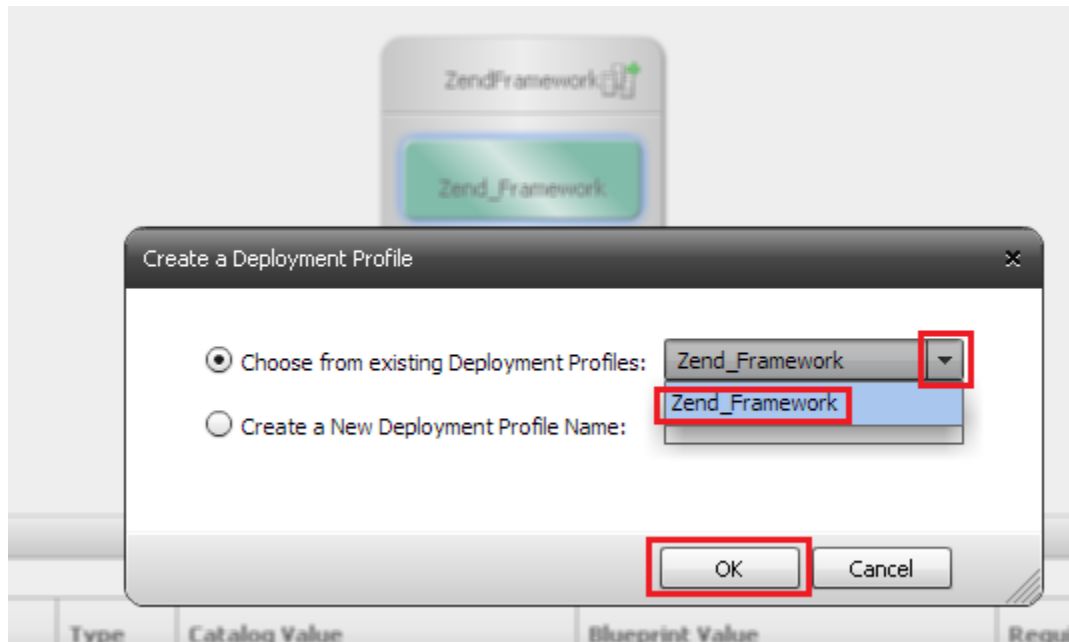 ZendFramework
Zend_Framework
Create a Deployment Profile
Choose from existing Deployment Profiles: Zend_Framework
Zend_Framework
Create a New Deployment Profile Name:
OK Cancel
Type Catalog Value Blueprint Value Requi